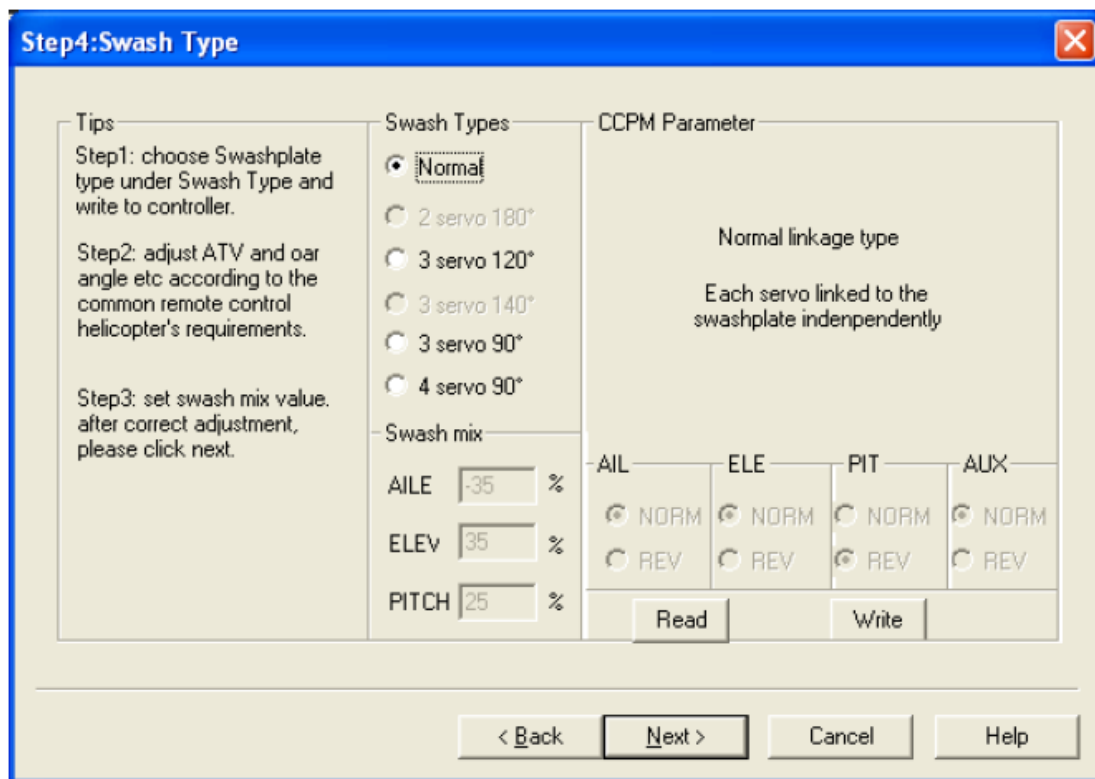 Step4:Swash Type
Tips
Step1: choose Swashplate
type under Swash Type and
write to controller.
Step2: adjust ATV and oar
angle etc according to the
common remote control
helicopter's requirements.
Step3: set swash mix value.
after correct adjustment,
please click next.
Swash Types
Normal
2 servo 180°
3 servo 120°
3 servo 140°
3 servo 90°
4 servo 90°
Swash mix
AILE -35 %
ELEV 35 %
PITCH 25 %
CCPM Parameter
Normal linkage type
Each servo linked to the
swashplate indenpendently
AIL ELE PIT AUX
NORM NORM NORM NORM
REV REV REV REV
Read Write
< Back Next > Cancel Help